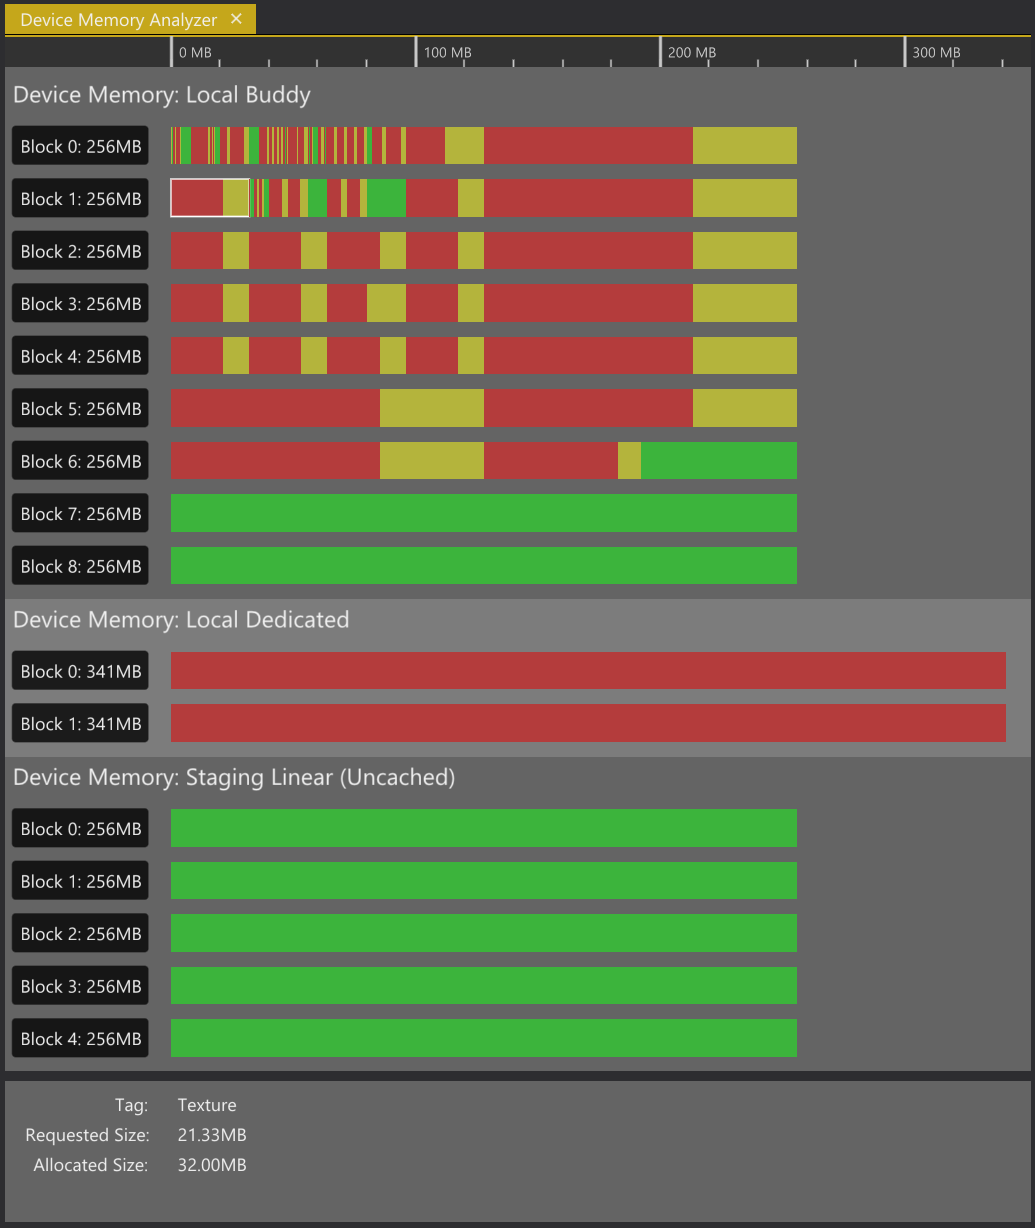 Device Memory Analyzer ✕
0 MB 100 MB 200 MB 300 MB
Device Memory: Local Buddy
Block 0: 256MB
Block 1: 256MB
Block 2: 256MB
Block 3: 256MB
Block 4: 256MB
Block 5: 256MB
Block 6: 256MB
Block 7: 256MB
Block 8: 256MB
Device Memory: Local Dedicated
Block 0: 341MB
Block 1: 341MB
Device Memory: Staging Linear (Uncached)
Block 0: 256MB
Block 1: 256MB
Block 2: 256MB
Block 3: 256MB
Block 4: 256MB
Tag: Texture
Requested Size: 21.33MB
Allocated Size: 32.00MB